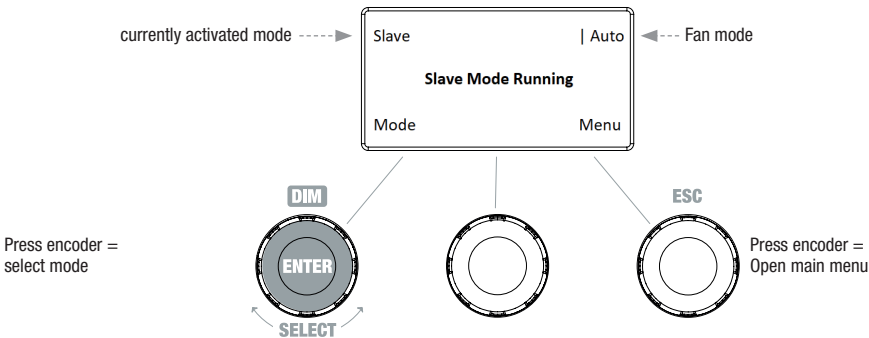 currently activated mode
Slave
| Auto
Fan mode
Slave Mode Running
Mode
Menu
DIM
ESC
Press encoder =
select mode
ENTER
Press encoder =
Open main menu
SELECT